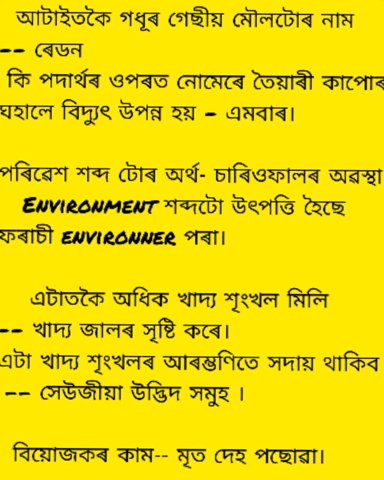 আটাইতকৈ গধূৰ গেছীয় মৌলটোৰ নাম
-- ৰেডন
কি পদাৰ্থৰ ওপৰত নোমেৰে তৈয়াৰী কাপোৰ
ঘহালে বিদ্যুৎ উপন্ন হয় - এমবাৰ।
পৰিৱেশ শব্দ টোৰ অৰ্থ- চাৰিওফালৰ অৱস্থা
ENVIRONMENT শব্দটো উৎপত্তি হৈছে
ফৰাচী ENVIRONNER পৰা।
এটাতকৈ অধিক খাদ্য শৃংখল মিলি
-- খাদ্য জালৰ সৃষ্টি কৰে।
এটা খাদ্য শৃংখলৰ আৰম্ভণিতে সদায় থাকিব
-- সেউজীয়া উদ্ভিদ সমুহ ।
বিয়োজকৰ কাম-- মৃত দেহ পছোৱা।